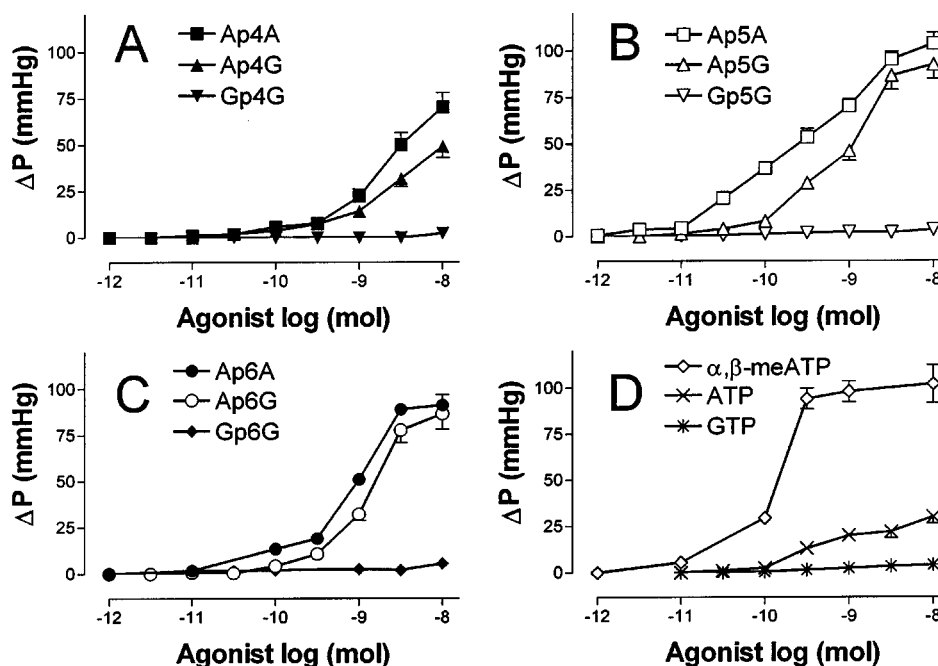 A
Ap4A
Ap4G
Gp4G
ΔP (mmHg)
100
75
50
25
0
-12
-11
-10
-9
-8
Agonist log (mol)
B
Ap5A
Ap5G
Gp5G
ΔP (mmHg)
100
75
50
25
0
-12
-11
-10
-9
-8
Agonist log (mol)
C
Ap6A
Ap6G
Gp6G
ΔP (mmHg)
100
75
50
25
0
-12
-11
-10
-9
-8
Agonist log (mol)
D
α,β-meATP
ATP
GTP
ΔP (mmHg)
100
75
50
25
0
-12
-11
-10
-9
-8
Agonist log (mol)